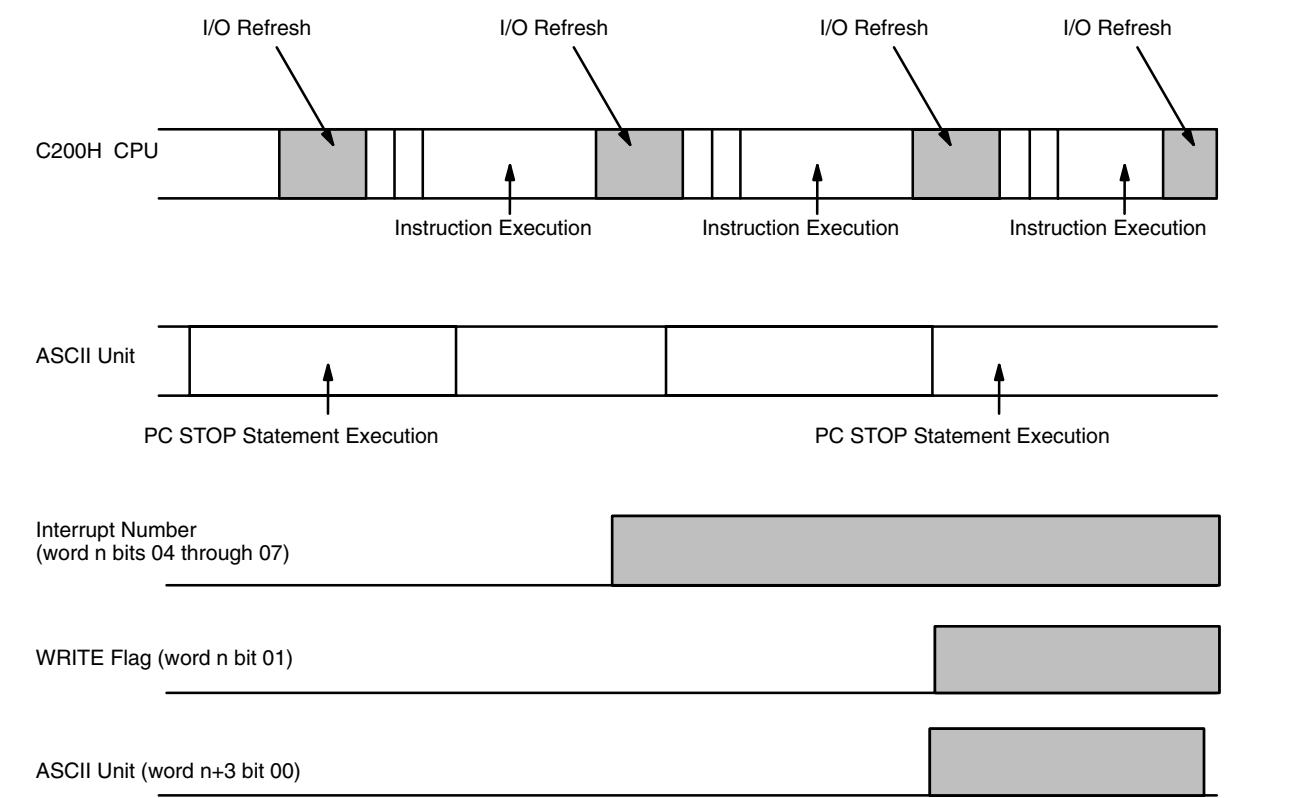 I/O Refresh
I/O Refresh
I/O Refresh
I/O Refresh
C200H CPU
Instruction Execution
Instruction Execution
Instruction Execution
ASCII Unit
PC STOP Statement Execution
PC STOP Statement Execution
Interrupt Number
(word n bits 04 through 07)
WRITE Flag (word n bit 01)
ASCII Unit (word n+3 bit 00)